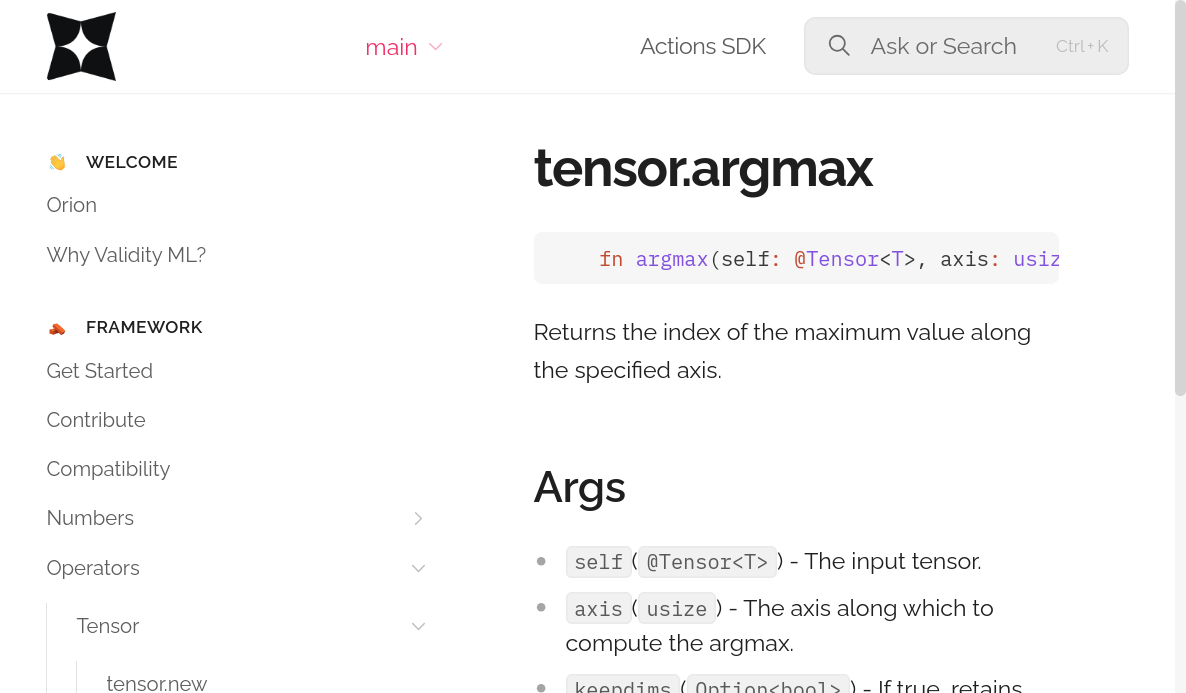 main
Actions SDK
Ask or Search
Ctrl + K
👋 WELCOME
Orion
Why Validity ML?
FRAMEWORK
Get Started
Contribute
Compatibility
Numbers
Operators
Tensor
tensor.new
tensor.argmax
fn argmax(self: @Tensor<T>, axis: usiz
Returns the index of the maximum value along
the specified axis.
Args
self(@Tensor<T>) - The input tensor.
axis(usize) - The axis along which to
compute the argmax.
keepdims(Option<bool>) - If true, retains